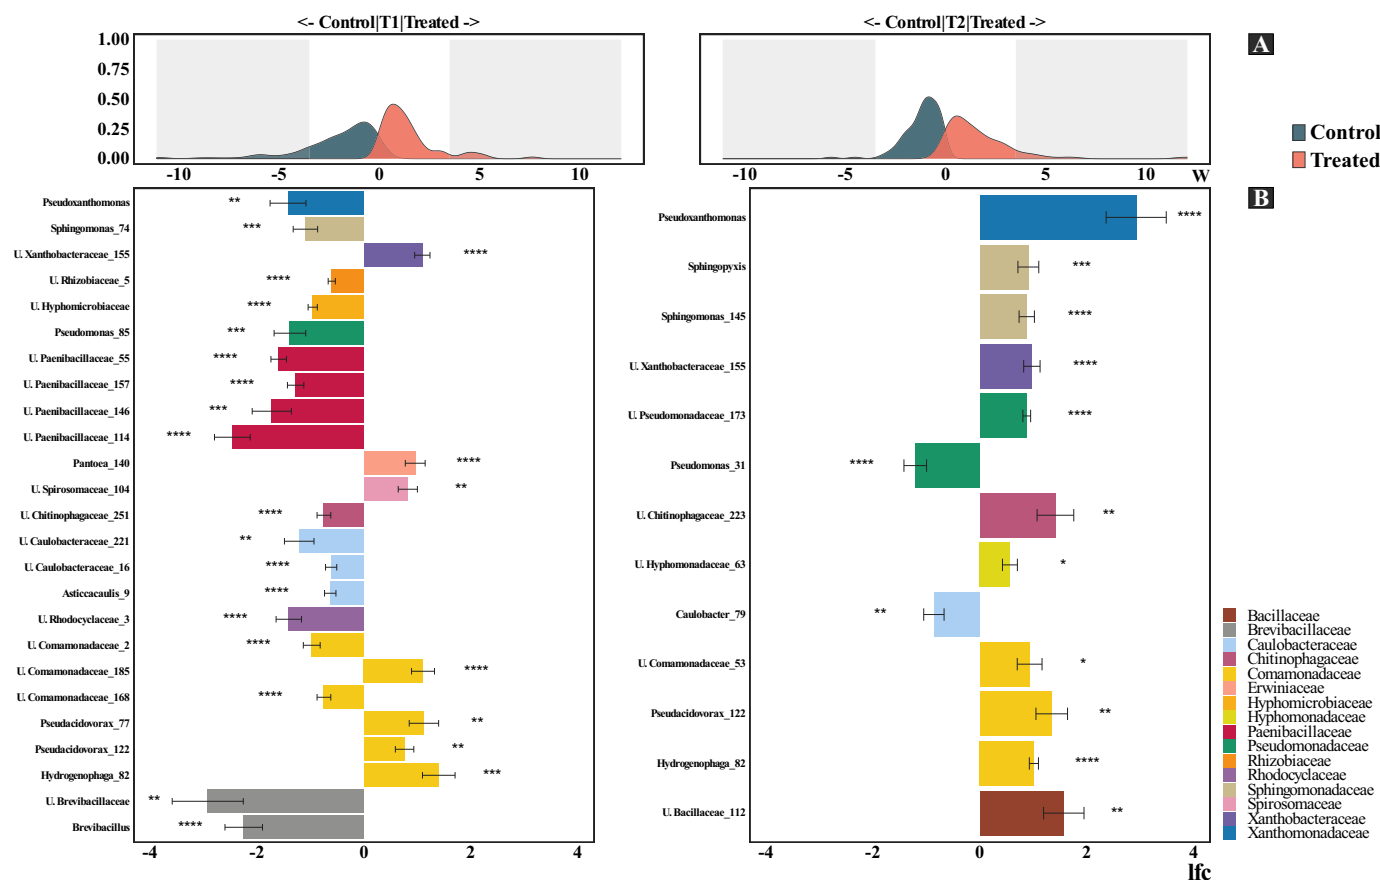 <- Control|T1|Treated ->
<- Control|T2|Treated ->
A
1.00
0.75
0.50
0.25
0.00
-10
-5
0
5
10
-10
-5
0
5
10
W
Control
Treated
B
Pseudoxanthomonas
**
Sphingomonas_74
***
U. Xanthobacteraceae_155
****
U. Rhizobiaceae_5
****
U. Hyphomicrobiaceae
****
Pseudomonas_85
***
U. Paenibacillaceae_55
****
U. Paenibacillaceae_157
****
U. Paenibacillaceae_146
***
U. Paenibacillaceae_114
****
Pantoea_140
****
U. Spirosomaceae_104
**
U. Chitinophagaceae_251
****
U. Caulobacteraceae_221
**
U. Caulobacteraceae_16
****
Asticcacaulis_9
****
U. Rhodocyclaceae_3
****
U. Comamonadaceae_2
****
U. Comamonadaceae_185
****
U. Comamonadaceae_168
****
Pseudacidovorax_77
**
Pseudacidovorax_122
**
Hydrogenophaga_82
***
U. Brevibacillaceae
**
Brevibacillus
****
-4
-2
0
2
4
Pseudoxanthomonas
****
Sphingopyxis
***
Sphingomonas_145
****
U. Xanthobacteraceae_155
****
U. Pseudomonadaceae_173
****
Pseudomonas_31
****
U. Chitinophagaceae_223
**
U. Hyphomonadaceae_63
*
Caulobacter_79
**
U. Comamonadaceae_53
*
Pseudacidovorax_122
**
Hydrogenophaga_82
****
U. Bacillaceae_112
**
-4
-2
0
2
4
lfc
Bacillaceae
Brevibacillaceae
Caulobacteraceae
Chitinophagaceae
Comamonadaceae
Erwiniaceae
Hyphomicrobiaceae
Hyphomonadaceae
Paenibacillaceae
Pseudomonadaceae
Rhizobiaceae
Rhodocyclaceae
Sphingomonadaceae
Spirosomaceae
Xanthobacteraceae
Xanthomonadaceae